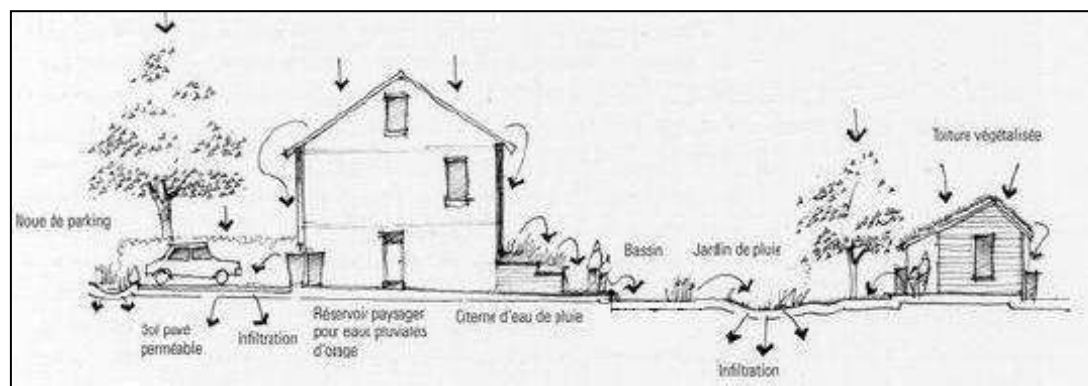 Toiture végétalisée
Noue de parking
Bassin
Jardin de pluie
Sol pavé
perméable
Infiltration
Réservoir paysager
pour eaux pluviales
d'orage
Citerne d'eau de pluie
Infiltration